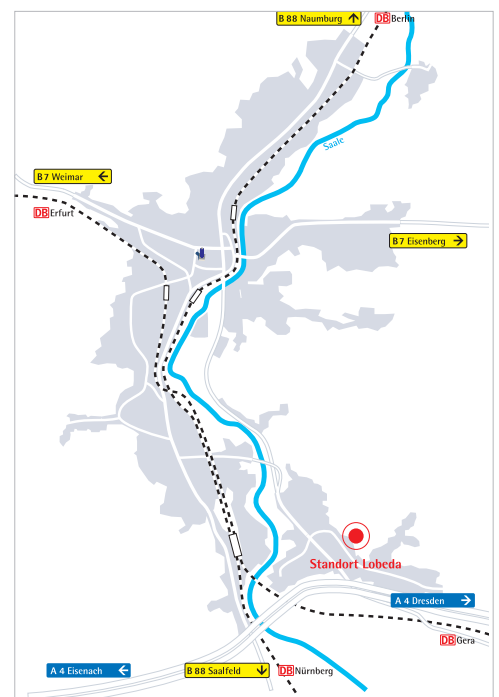 B 88 Naumburg ↑
DB Berlin
Saale
B 7 Weimar ←
DB Erfurt
B 7 Eisenberg →
Standort Lobeda
A 4 Dresden →
DB Gera
A 4 Eisenach ←
B 88 Saalfeld ↓
DB Nürnberg